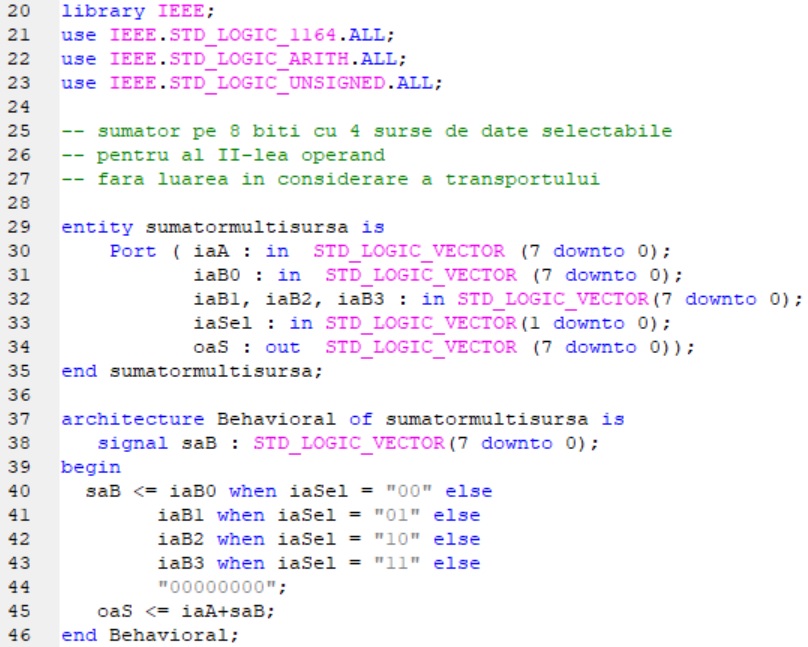 20 library IEEE;
21 use IEEE.STD_LOGIC_1164.ALL;
22 use IEEE.STD_LOGIC_ARITH.ALL;
23 use IEEE.STD_LOGIC_UNSIGNED.ALL;
24
25 -- sumator pe 8 biti cu 4 surse de date selectabile
26 -- pentru al II-lea operand
27 -- fara luarea in considerare a transportului
28
29 entity sumatormultisursa is
30     Port ( iaA : in  STD_LOGIC_VECTOR (7 downto 0);
31            iaB0 : in  STD_LOGIC_VECTOR (7 downto 0);
32            iaB1, iaB2, iaB3 : in STD_LOGIC_VECTOR(7 downto 0);
33            iaSel : in STD_LOGIC_VECTOR(1 downto 0);
34            oaS : out  STD_LOGIC_VECTOR (7 downto 0));
35 end sumatormultisursa;
36
37 architecture Behavioral of sumatormultisursa is
38    signal saB : STD_LOGIC_VECTOR(7 downto 0);
39 begin
40   saB <= iaB0 when iaSel = "00" else
41         iaB1 when iaSel = "01" else
42         iaB2 when iaSel = "10" else
43         iaB3 when iaSel = "11" else
44         "00000000";
45    oaS <= iaA+saB;
46 end Behavioral;